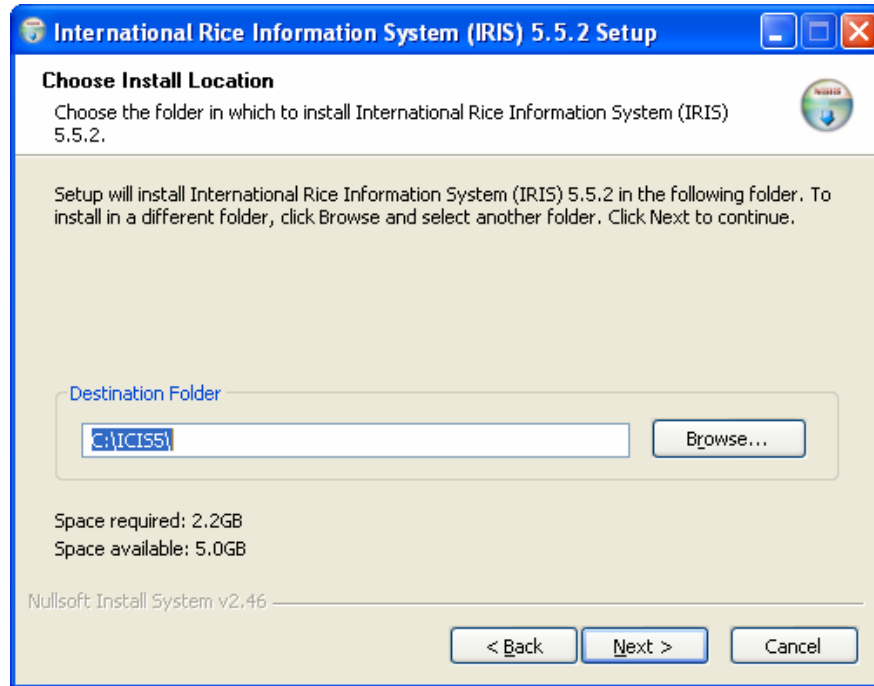 International Rice Information System (IRIS) 5.5.2 Setup
Choose Install Location
Choose the folder in which to install International Rice Information System (IRIS)
5.5.2.
Setup will install International Rice Information System (IRIS) 5.5.2 in the following folder. To
install in a different folder, click Browse and select another folder. Click Next to continue.
Destination Folder
C:\ICIS5\
Browse...
Space required: 2.2GB
Space available: 5.0GB
Nullsoft Install System v2.46
< Back
Next >
Cancel